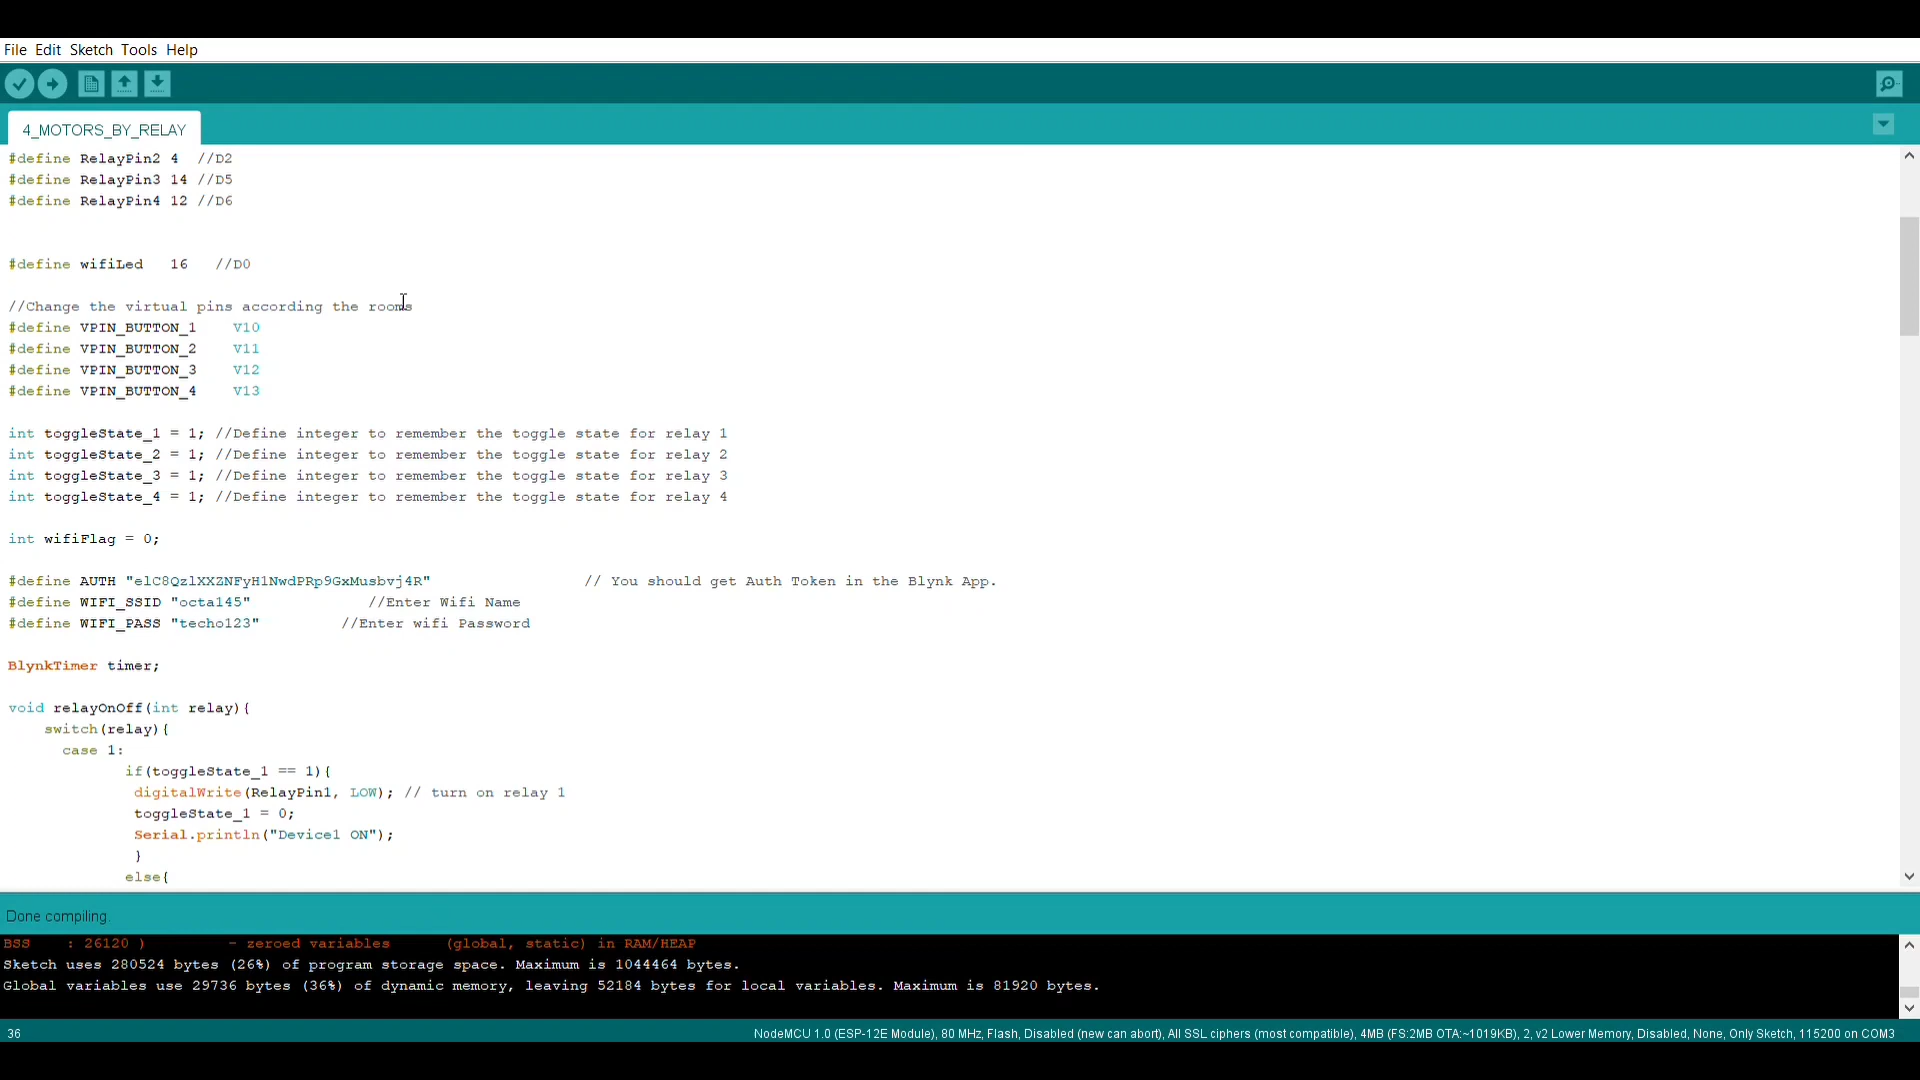 File Edit Sketch Tools Help
4_MOTORS_BY_RELAY
#define RelayPin2 4 //D2
#define RelayPin3 14 //D5
#define RelayPin4 12 //D6
#define wifiLed 16 //D0
//Change the virtual pins according the rooms
#define VPIN_BUTTON_1 V10
#define VPIN_BUTTON_2 V11
#define VPIN_BUTTON_3 V12
#define VPIN_BUTTON_4 V13
int toggleState_1 = 1; //Define integer to remember the toggle state for relay 1
int toggleState_2 = 1; //Define integer to remember the toggle state for relay 2
int toggleState_3 = 1; //Define integer to remember the toggle state for relay 3
int toggleState_4 = 1; //Define integer to remember the toggle state for relay 4
int wifiFlag = 0;
#define AUTH "elC8QzlXXZNFyH1NwdPRp9GxMusbvj4R" // You should get Auth Token in the Blynk App.
#define WIFI_SSID "octa145" //Enter Wifi Name
#define WIFI_PASS "techo123" //Enter wifi Password
BlynkTimer timer;
void relayOnOff(int relay){
switch(relay){
case 1:
if(toggleState_1 == 1){
digitalWrite(RelayPin1, LOW); // turn on relay 1
toggleState_1 = 0;
Serial.println("Device1 ON");
}
else{
Done compiling.
BSS : 26120 ) - zeroed variables (global, static) in RAM/HEAP
Sketch uses 280524 bytes (26%) of program storage space. Maximum is 1044464 bytes.
Global variables use 29736 bytes (36%) of dynamic memory, leaving 52184 bytes for local variables. Maximum is 81920 bytes.
36 NodeMCU 1.0 (ESP-12E Module), 80 MHz, Flash, Disabled (new can abort), All SSL ciphers (most compatible), 4MB (FS:2MB OTA:~1019KB), 2, v2 Lower Memory, Disabled, None, Only Sketch, 115200 on COM3